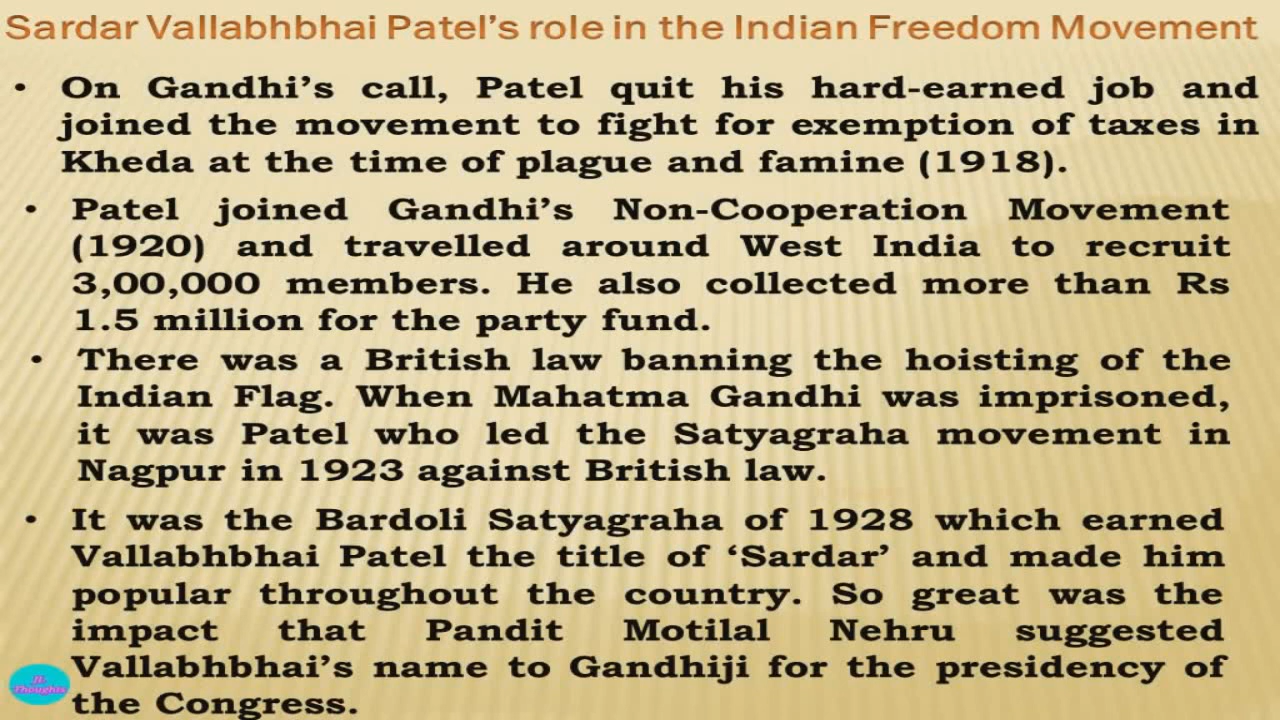 Sardar Vallabhbhai Patel's role in the Indian Freedom Movement
• On Gandhi's call, Patel quit his hard-earned job and
joined the movement to fight for exemption of taxes in
Kheda at the time of plague and famine (1918).
• Patel joined Gandhi's Non-Cooperation Movement
(1920) and travelled around West India to recruit
3,00,000 members. He also collected more than Rs
1.5 million for the party fund.
• There was a British law banning the hoisting of the
Indian Flag. When Mahatma Gandhi was imprisoned,
it was Patel who led the Satyagraha movement in
Nagpur in 1923 against British law.
• It was the Bardoli Satyagraha of 1928 which earned
Vallabhbhai Patel the title of ‘Sardar’ and made him
popular throughout the country. So great was the
impact that Pandit Motilal Nehru suggested
Vallabhbhai's name to Gandhiji for the presidency of
the Congress.
JL
Thoughts